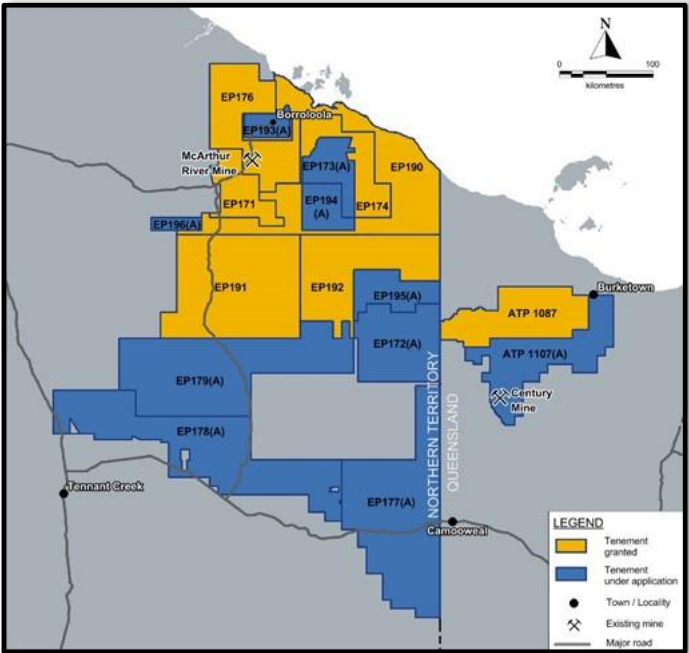 N
0
100
kilometres
EP176
Borroloola
EP193(A)
McArthur
River Mine
EP173(A)
EP190
EP171
EP194
(A)
EP174
EP196(A)
EP191
EP192
EP195(A)
Burketown
ATP 1087
EP172(A)
ATP 1107(A)
EP179(A)
Century
Mine
NORTHERN TERRITORY
QUEENSLAND
EP178(A)
Tennant Creek
EP177(A)
Camooweal
LEGEND
Tenement
granted
Tenement
under application
Town / Locality
Existing mine
Major road